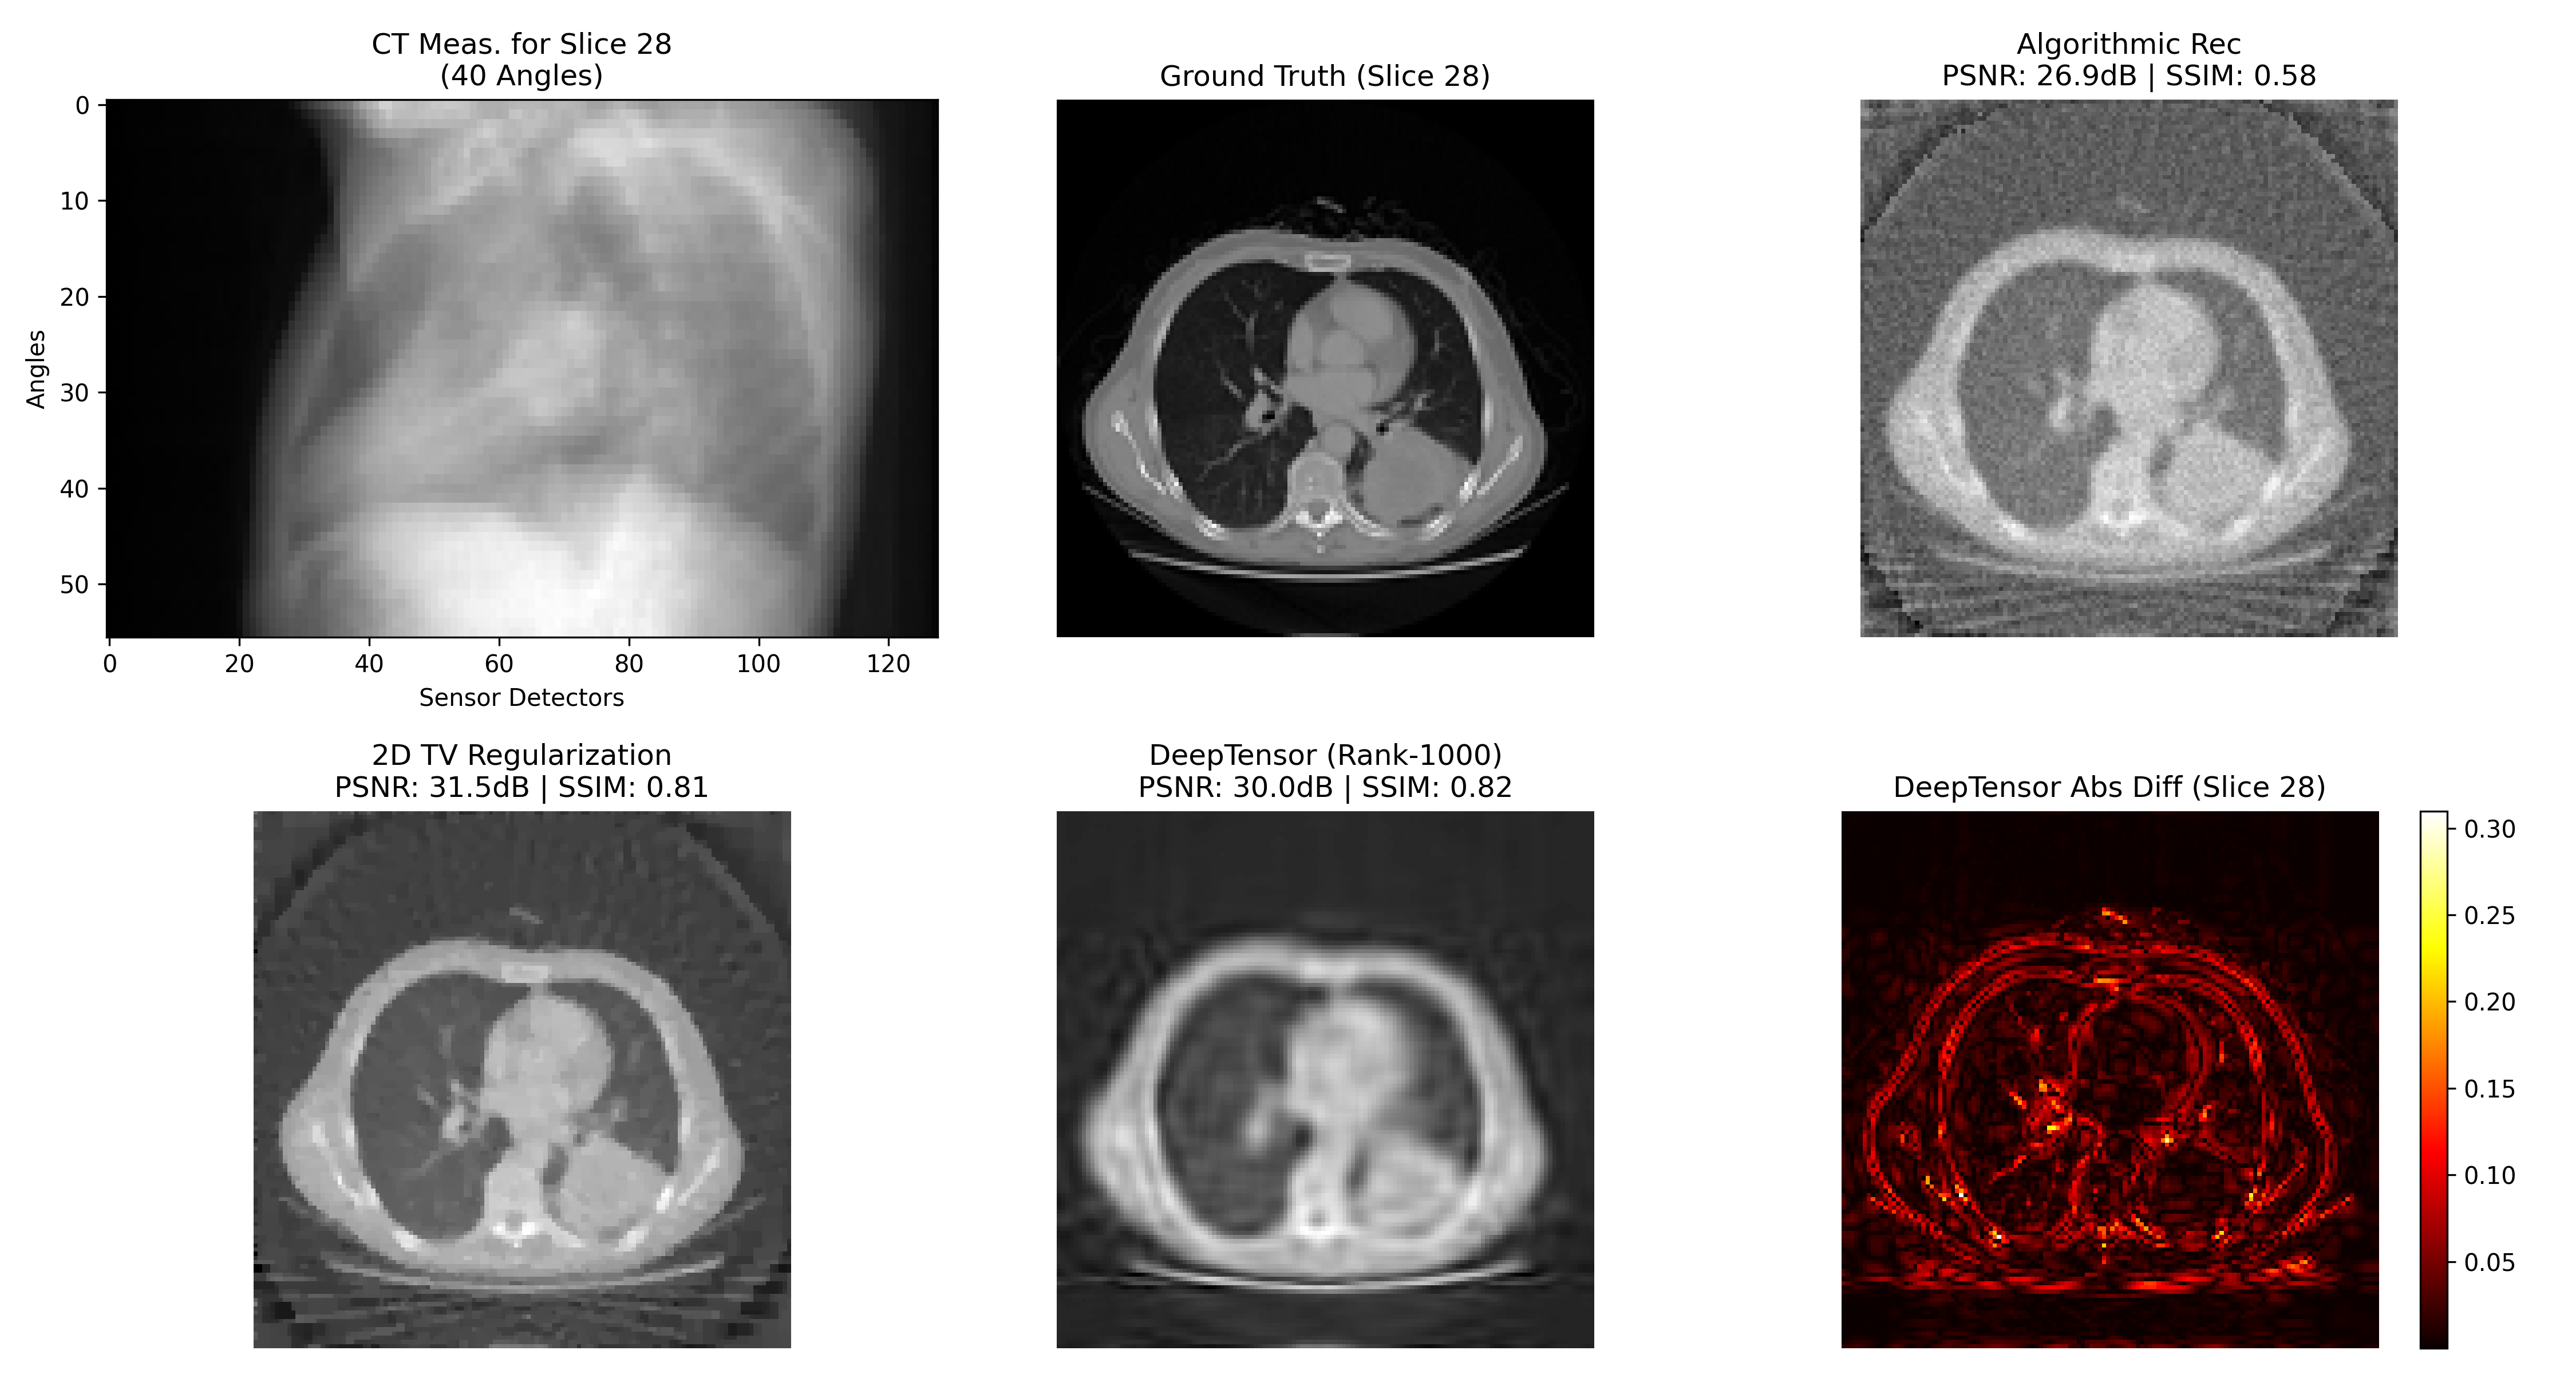 CT Meas. for Slice 28
(40 Angles)
0
10
20
30
40
50
Angles
0 20 40 60 80 100 120
Sensor Detectors
Ground Truth (Slice 28)
Algorithmic Rec
PSNR: 26.9dB | SSIM: 0.58
2D TV Regularization
PSNR: 31.5dB | SSIM: 0.81
DeepTensor (Rank-1000)
PSNR: 30.0dB | SSIM: 0.82
DeepTensor Abs Diff (Slice 28)
0.30
0.25
0.20
0.15
0.10
0.05